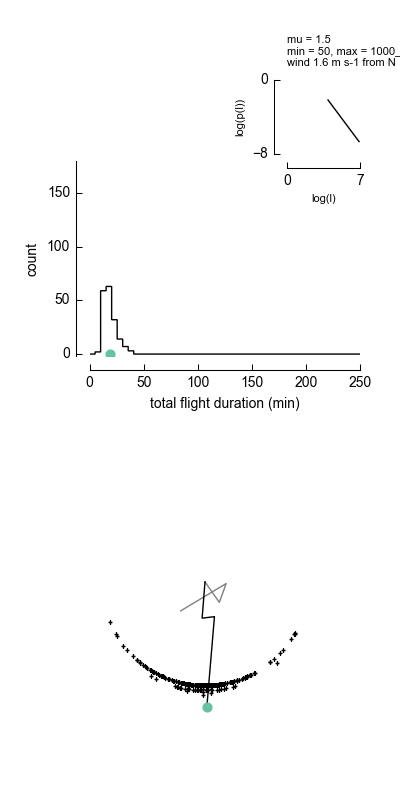 mu = 1.5
min = 50, max = 1000_
wind 1.6 m s-1 from N
0
log(p(l))
−8
0 7
log(l)
150
100
count
50
0
0 50 100 150 200 250
total flight duration (min)